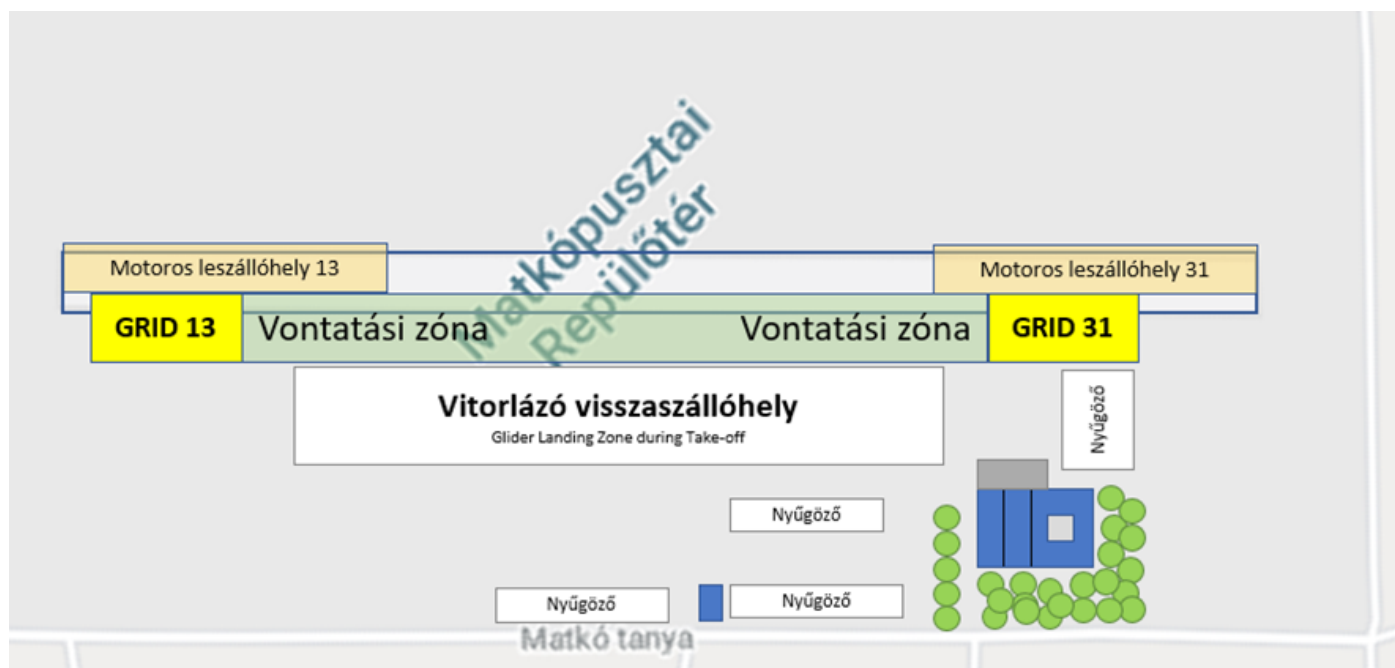 Matkópusztai
Repülőtér
Motoros leszállóhely 13
Motoros leszállóhely 31
GRID 13
Vontatási zóna
Vontatási zóna
GRID 31
Vitorlázó visszaszállóhely
Glider Landing Zone during Take-off
Nyűgöző
Nyűgöző
Nyűgöző
Nyűgöző
Matkó tanya